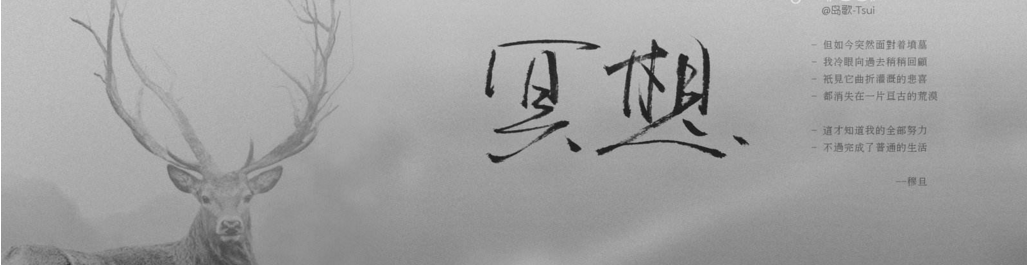 冥想
@岛歌-Tsui
- 但如今突然面對着墳墓
- 我冷眼向過去稍稍回顧
- 衹見它曲折灌溉的悲喜
- 都消失在一片亘古的荒漠
- 這才知道我的全部努力
- 不過完成了普通的生活
—穆旦